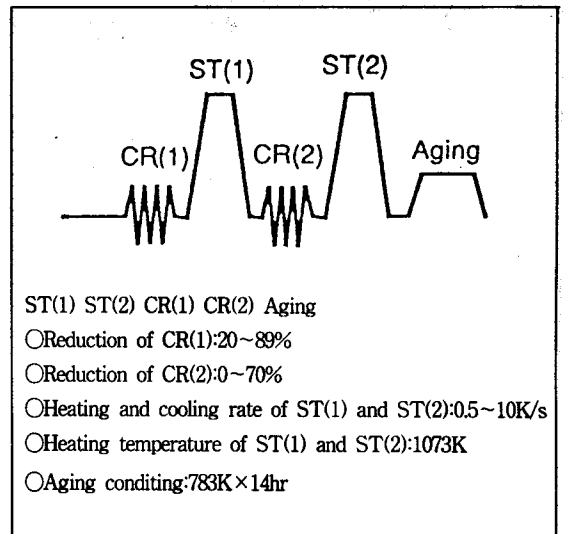 ST(1) ST(2)
CR(1) CR(2) Aging
ST(1) ST(2) CR(1) CR(2) Aging
○Reduction of CR(1):20~89%
○Reduction of CR(2):0~70%
○Heating and cooling rate of ST(1) and ST(2):0.5~10K/s
○Heating temperature of ST(1) and ST(2):1073K
○Aging conditing:783K×14hr